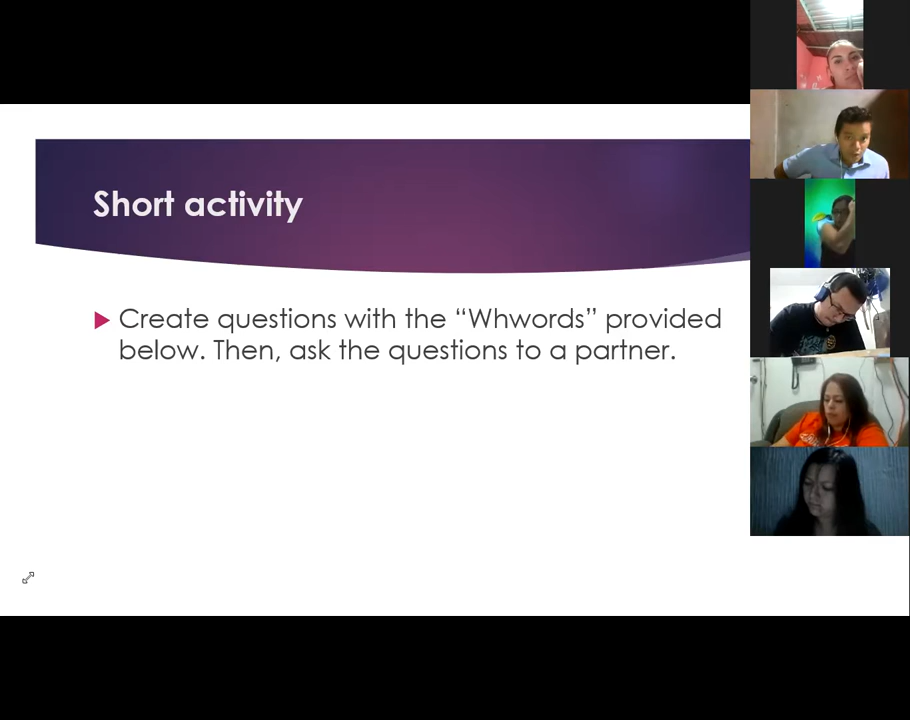 Short activity
Create questions with the “Whwords” provided
below. Then, ask the questions to a partner.